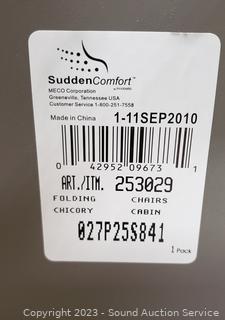 SuddenComfort™
MECO Corporation
Greeneville, Tennessee USA
Customer Service 1-800-251-7558
Made in China 1-11SEP2010
0 42952 09673 1
ART./ITM. 253029
FOLDING CHAIRS
CHICORY CABIN
027P25S841
1 Pack
Copyright © 2023 - Sound Auction Service